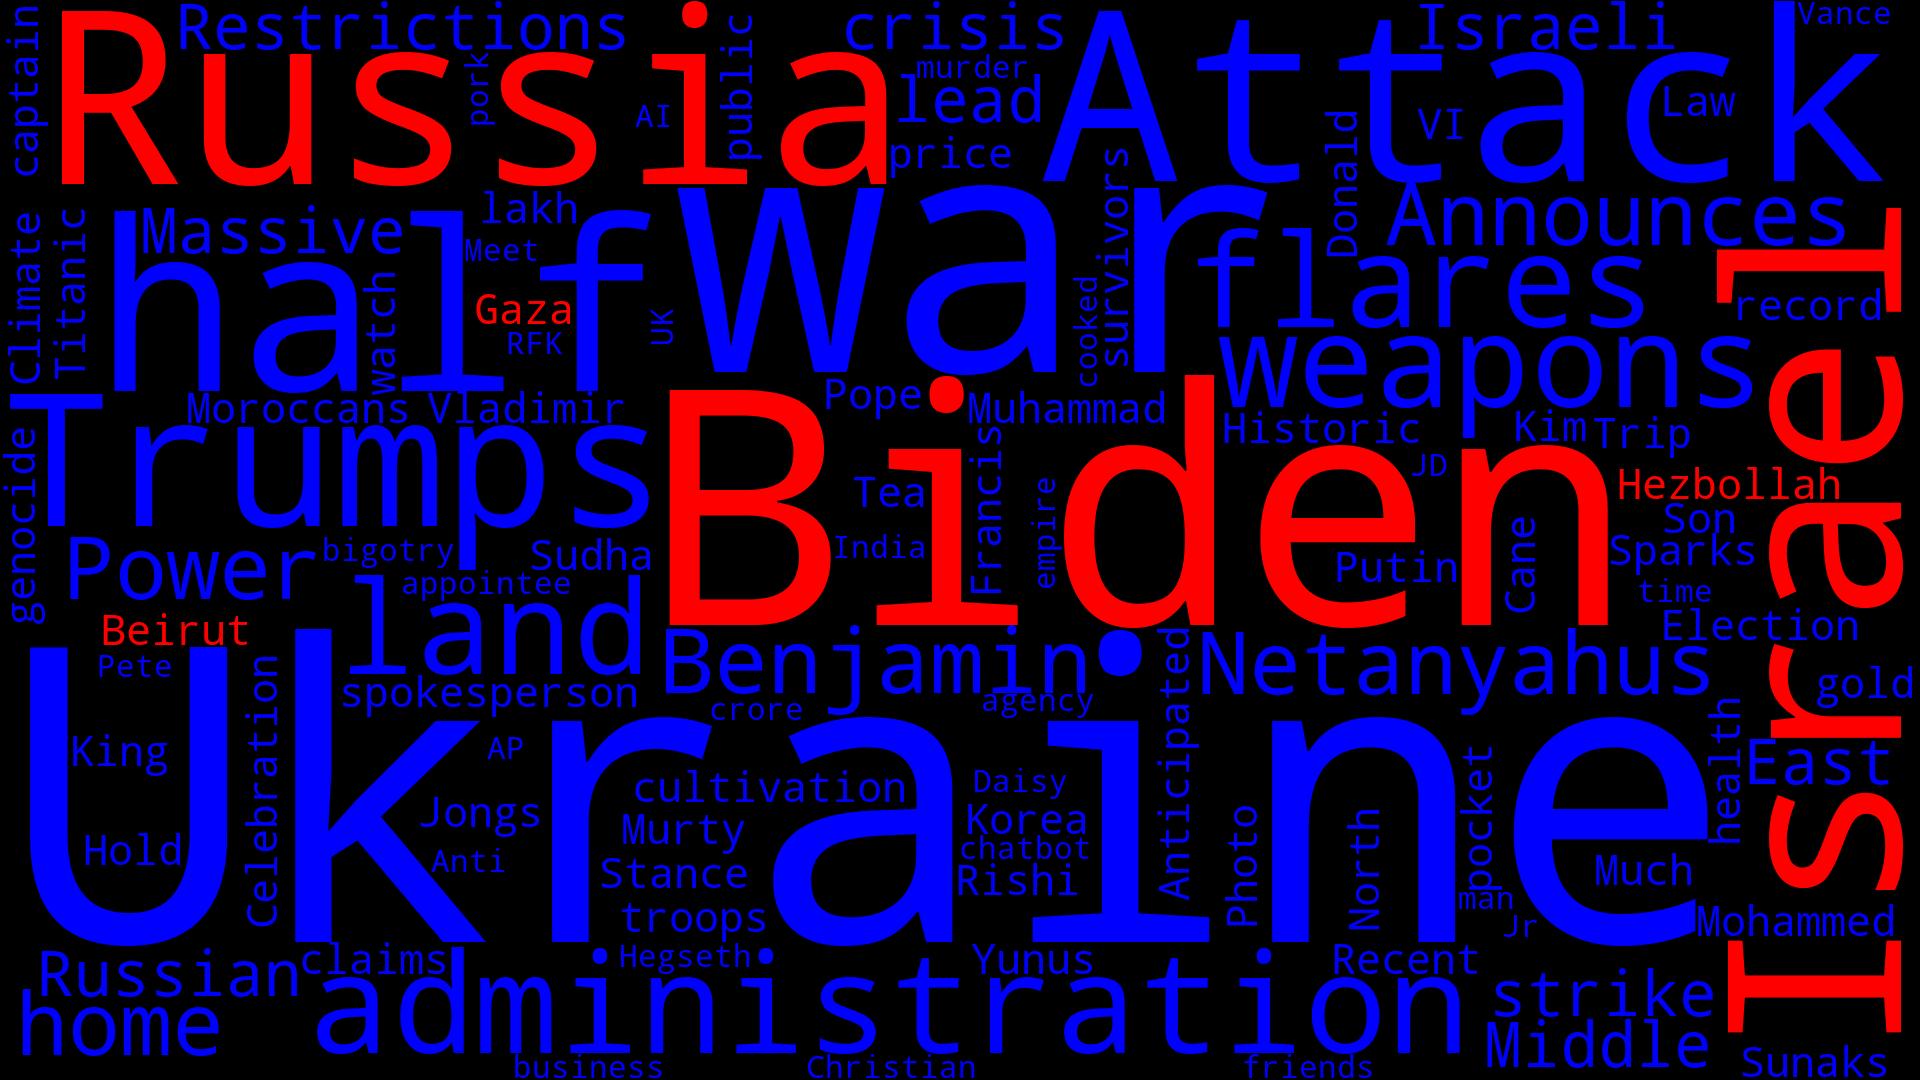 captain
Russia
Restrictions
pork
AI
public
crisis
murder
lead
price
Attack
Israeli
Vance
Law
VI
Donald
Climate
Titanic
Massive
half
lakh
Meet
watch
Gaza
RFK
UK
war
cooked
survivors
flares
Announces
record
weapons
Israel
genocide
Trumps
Moroccans
Vladimir
Pope
Muhammad
Biden
Francis
Historic
Kim
Trip
JD
Hezbollah
Tea
India
empire
Son
Sparks
Putin
Cane
time
Election
Power
bigotry
Sudha
appointee
land
Beirut
Pete
Benjamin
Netanyahus
gold
spokesperson
crore
agency
Anticipated
Ukraine
King
Celebration
AP
cultivation
Daisy
health
East
Jongs
Murty
Korea
chatbot
Hold
Anti
Stance
Rishi
troops
Photo
North
pocket
Much
man
Jr
Mohammed
Russian
claims
Hegseth
Yunus
Recent
home
administration
strike
Middle
business
Christian
friends
Sunaks